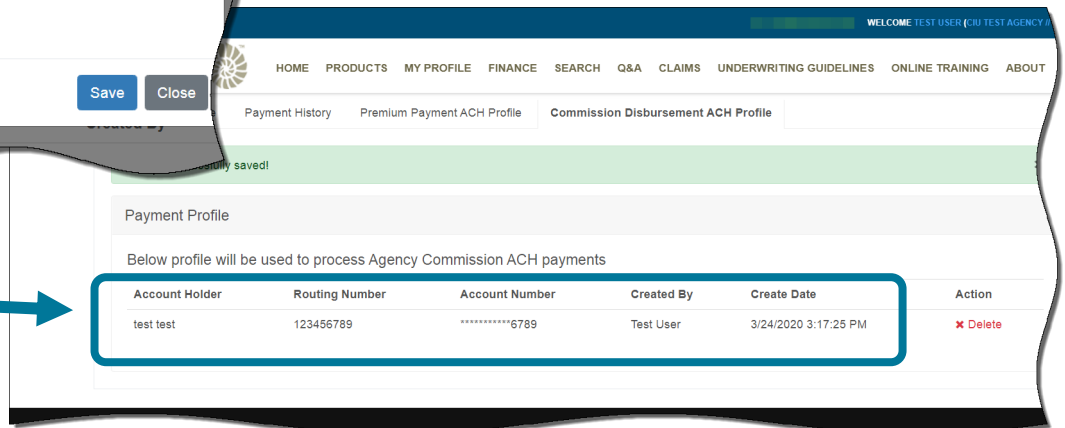 WELCOME TEST USER (CIU TEST AGENCY //
HOME PRODUCTS MY PROFILE FINANCE SEARCH Q&A CLAIMS UNDERWRITING GUIDELINES ONLINE TRAINING ABOUT
Save Close
Payment History Premium Payment ACH Profile Commission Disbursement ACH Profile
Created By
saved!
Payment Profile
Below profile will be used to process Agency Commission ACH payments
Account Holder Routing Number Account Number Created By Create Date Action
test test 123456789 ***********6789 Test User 3/24/2020 3:17:25 PM × Delete